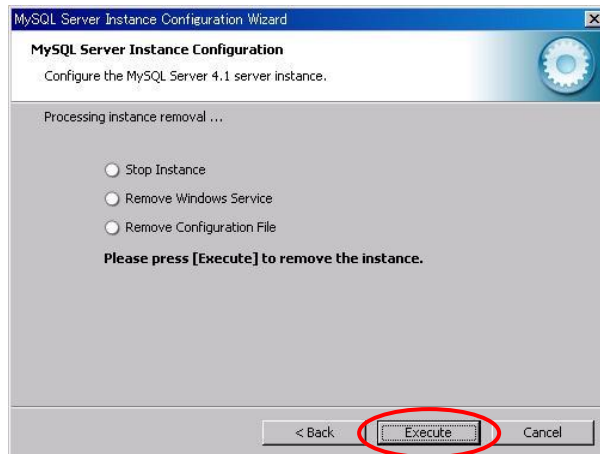 MySQL Server Instance Configuration Wizard
MySQL Server Instance Configuration
Configure the MySQL Server 4.1 server instance.
Processing instance removal ...
Stop Instance
Remove Windows Service
Remove Configuration File
Please press [Execute] to remove the instance.
< Back Execute Cancel